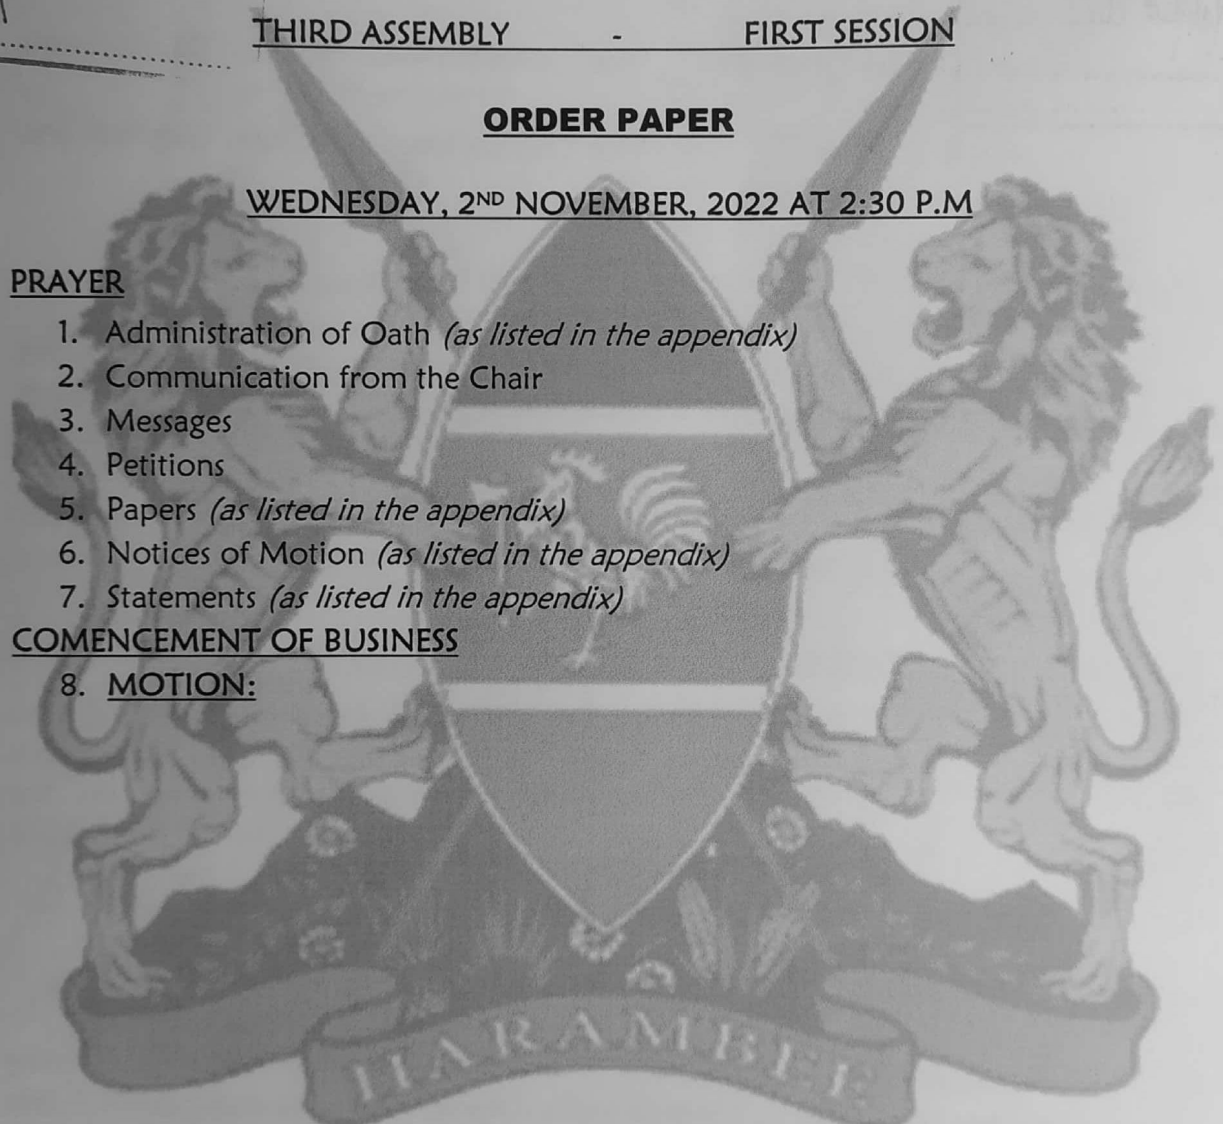 THIRD ASSEMBLY - FIRST SESSION
ORDER PAPER
WEDNESDAY, 2ND NOVEMBER, 2022 AT 2:30 P.M
PRAYER
1. Administration of Oath (as listed in the appendix)
2. Communication from the Chair
3. Messages
4. Petitions
5. Papers (as listed in the appendix)
6. Notices of Motion (as listed in the appendix)
7. Statements (as listed in the appendix)
COMENCEMENT OF BUSINESS
8. MOTION:
HARAMBEE